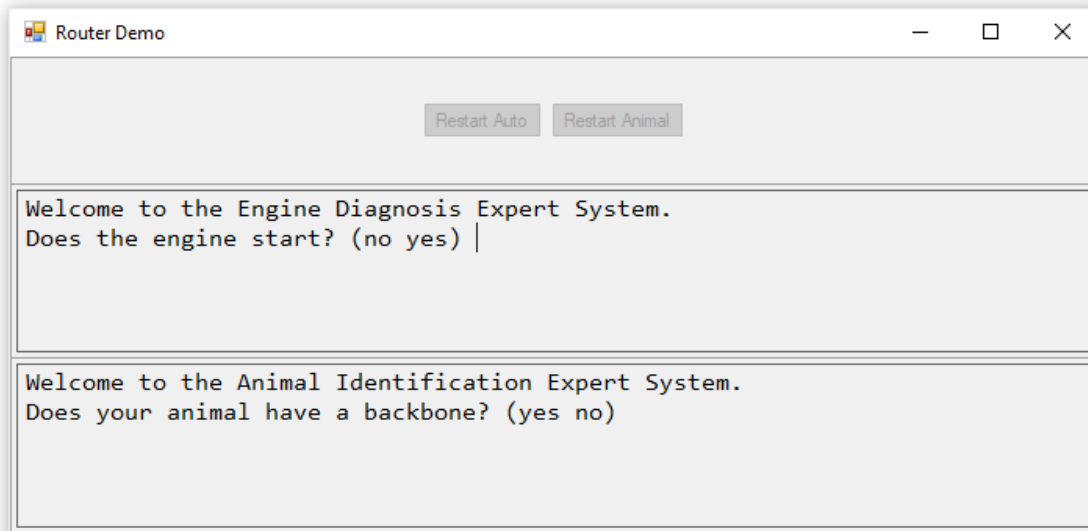 Router Demo
Restart Auto Restart Animal
Welcome to the Engine Diagnosis Expert System.
Does the engine start? (no yes)
Welcome to the Animal Identification Expert System.
Does your animal have a backbone? (yes no)